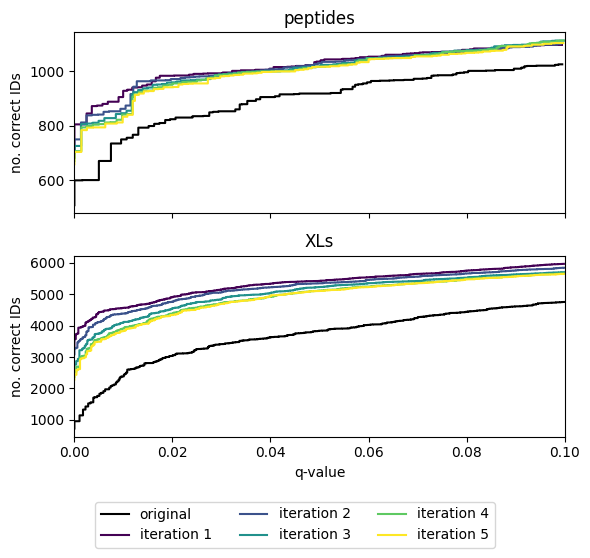 peptides
no. correct IDs
1000
800
600
XLs
no. correct IDs
6000
5000
4000
3000
2000
1000
0.00 0.02 0.04 0.06 0.08 0.10
q-value
original iteration 2 iteration 4
iteration 1 iteration 3 iteration 5